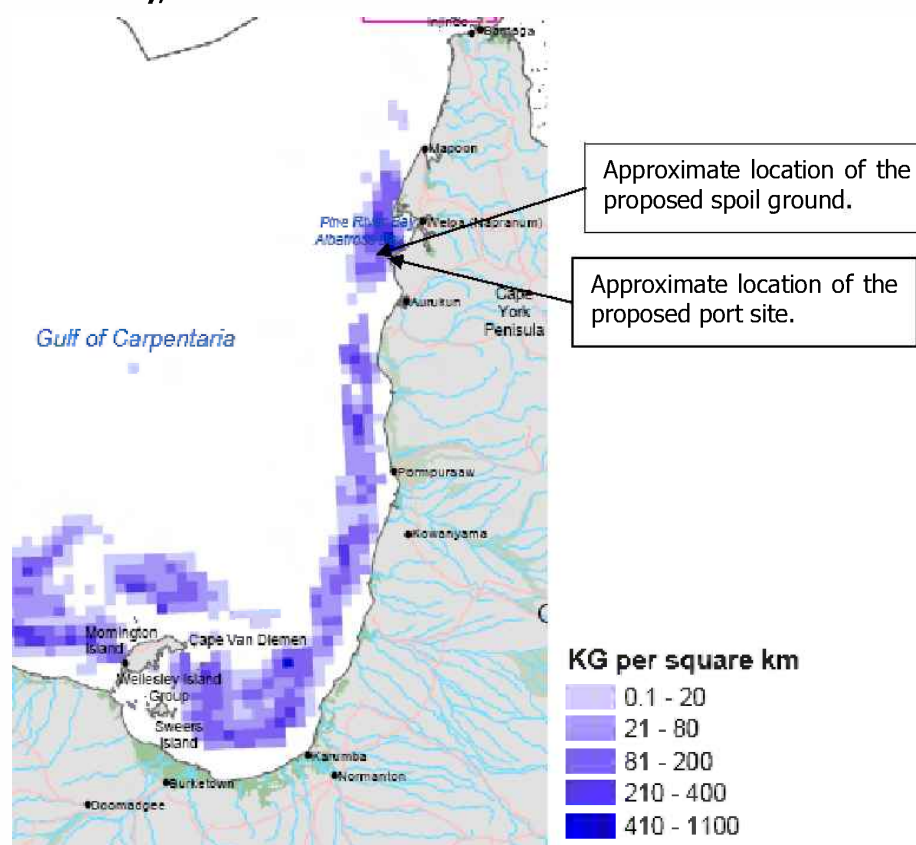 Bamaga
Mapoon
Approximate location of the
proposed spoil ground.
Pine River Bay
Weipa (Napranum)
Albatross Bay
Approximate location of the
proposed port site.
Aurukun
Cape
York
Penisula
Gulf of Carpentaria
Pormpuraw
Kowanyama
Mornington
Island
Cape Van Diemen
Wellesley Island
Group
Sweers
Island
Karumba
Normanton
Burketown
Doomadgee
KG per square km
0.1 - 20
21 - 80
81 - 200
210 - 400
410 - 1100